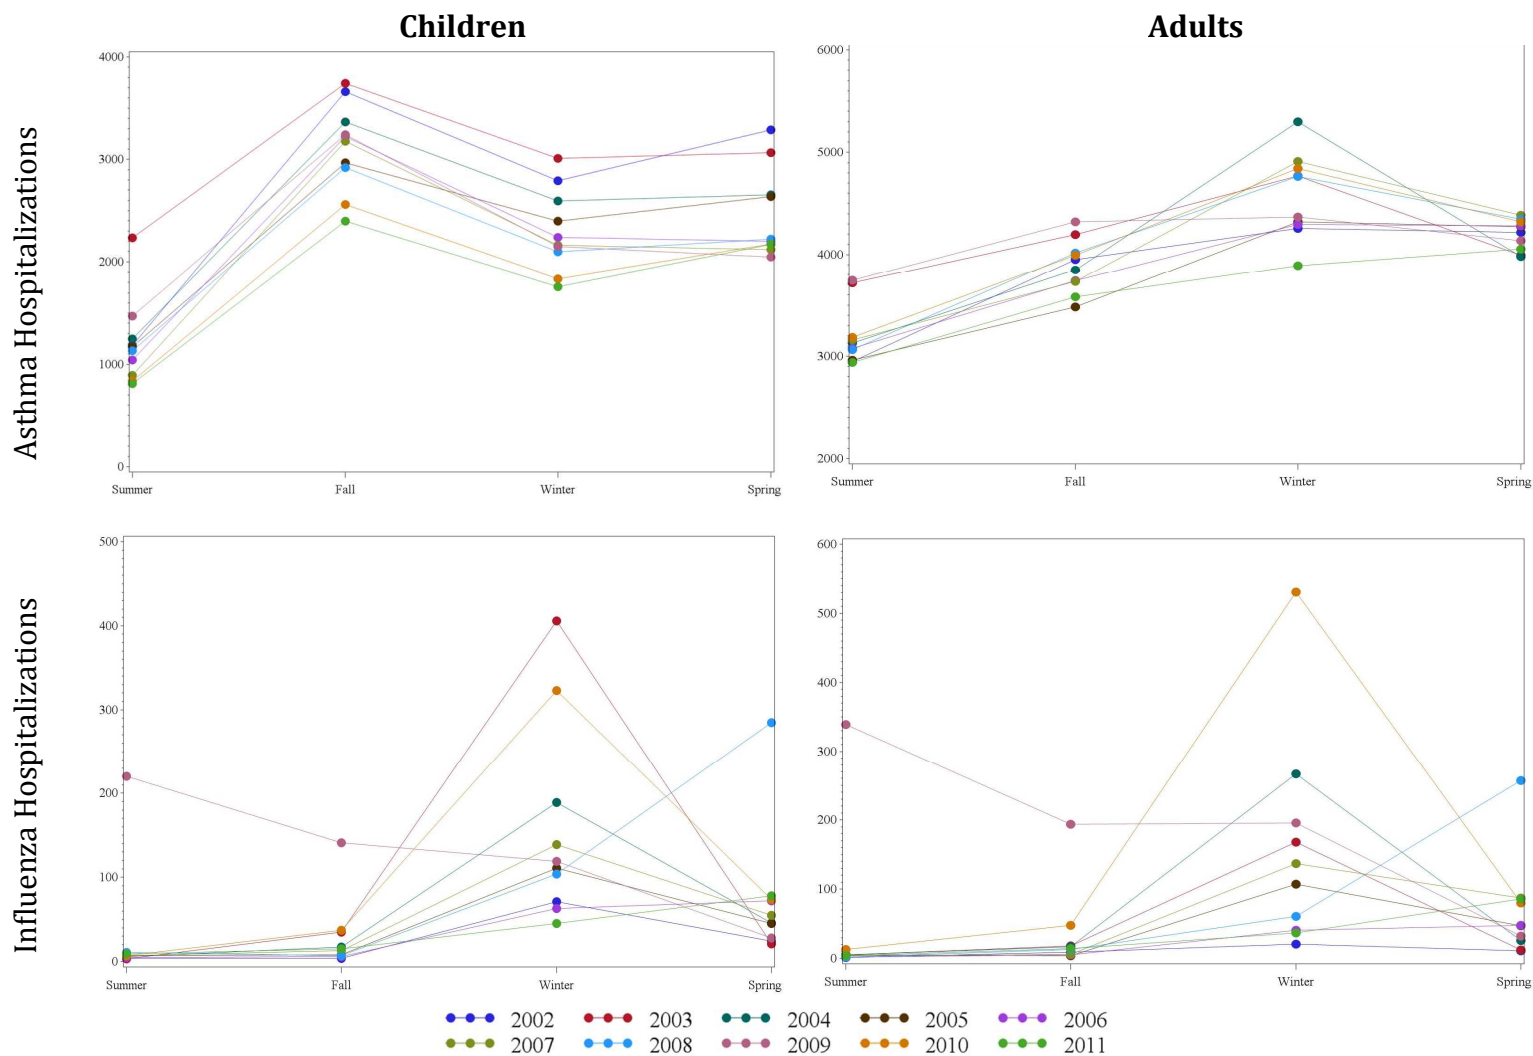 Children
Adults
Asthma Hospitalizations
4000
3000
2000
1000
0
Summer Fall Winter Spring
6000
5000
4000
3000
2000
Summer Fall Winter Spring
Influenza Hospitalizations
500
400
300
200
100
0
Summer Fall Winter Spring
600
500
400
300
200
100
0
Summer Fall Winter Spring
2002 2003 2004 2005 2006
2007 2008 2009 2010 2011